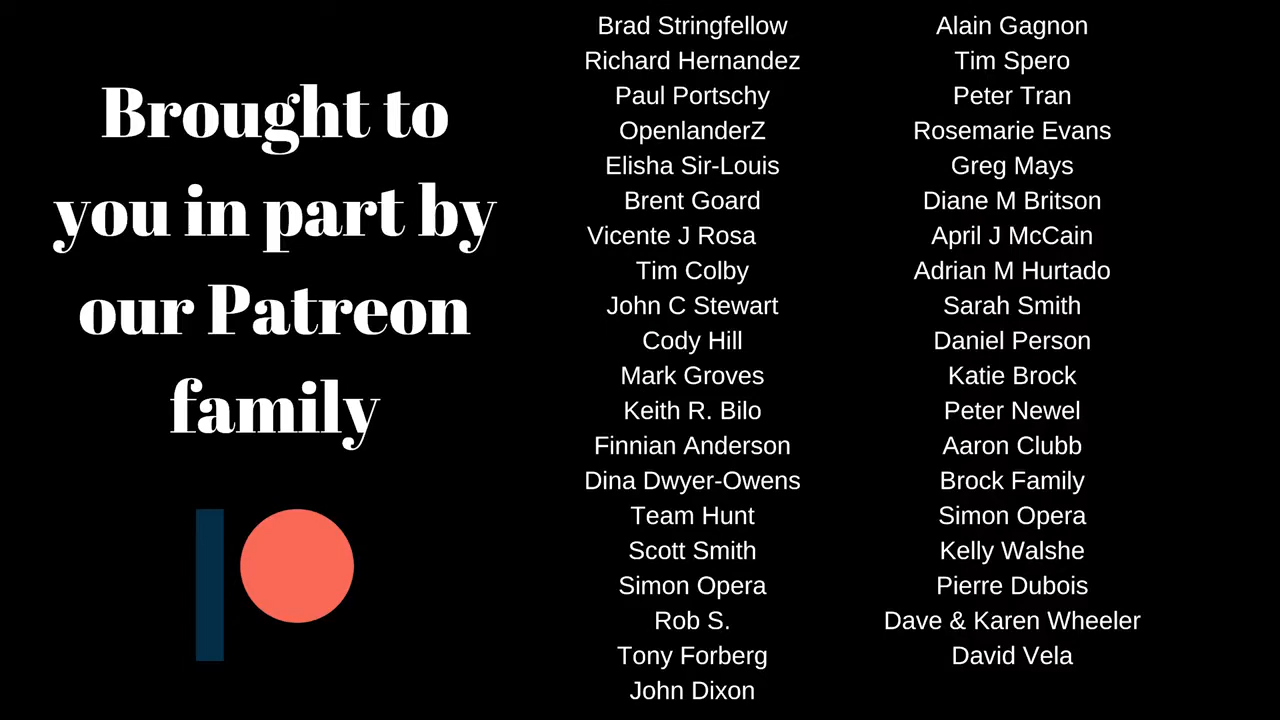 Brought to
you in part by
our Patreon
family
Brad Stringfellow
Richard Hernandez
Paul Portschy
OpenlanderZ
Elisha Sir-Louis
Brent Goard
Vicente J Rosa
Tim Colby
John C Stewart
Cody Hill
Mark Groves
Keith R. Bilo
Finnian Anderson
Dina Dwyer-Owens
Team Hunt
Scott Smith
Simon Opera
Rob S.
Tony Forberg
John Dixon
Alain Gagnon
Tim Spero
Peter Tran
Rosemarie Evans
Greg Mays
Diane M Britson
April J McCain
Adrian M Hurtado
Sarah Smith
Daniel Person
Katie Brock
Peter Newel
Aaron Clubb
Brock Family
Simon Opera
Kelly Walshe
Pierre Dubois
Dave & Karen Wheeler
David Vela